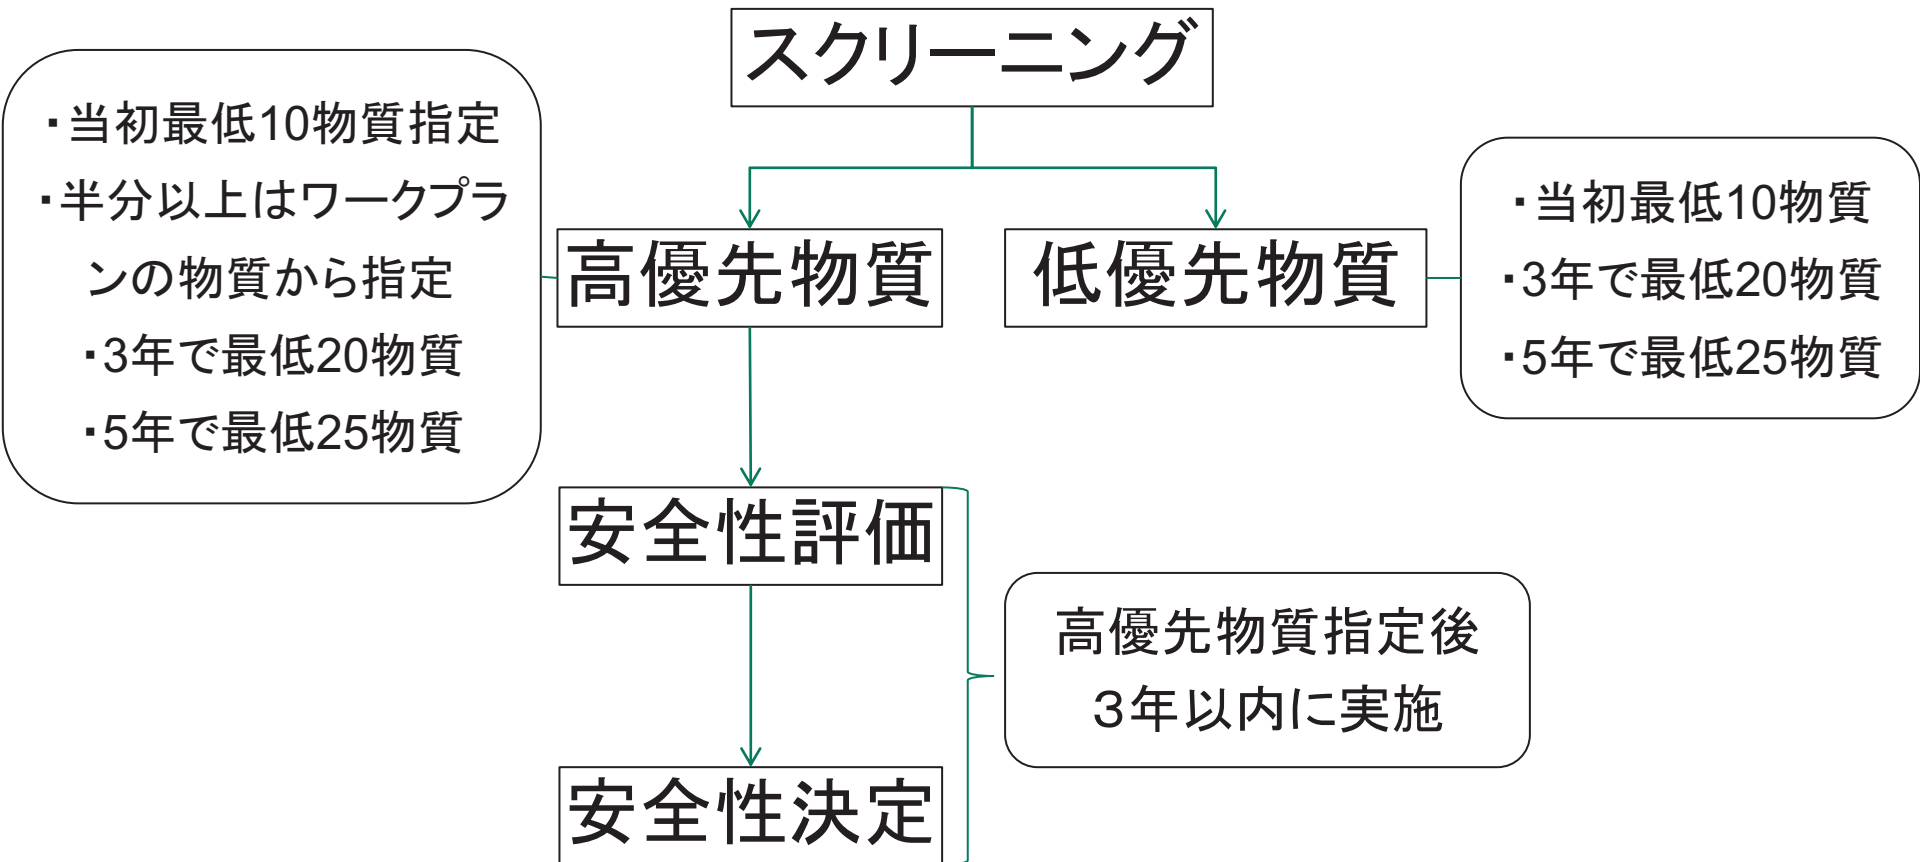 スクリーニング
・当初最低10物質指定
・半分以上はワークプラ
ンの物質から指定
・3年で最低20物質
・5年で最低25物質
高優先物質
低優先物質
・当初最低10物質
・3年で最低20物質
・5年で最低25物質
安全性評価
高優先物質指定後
３年以内に実施
安全性決定